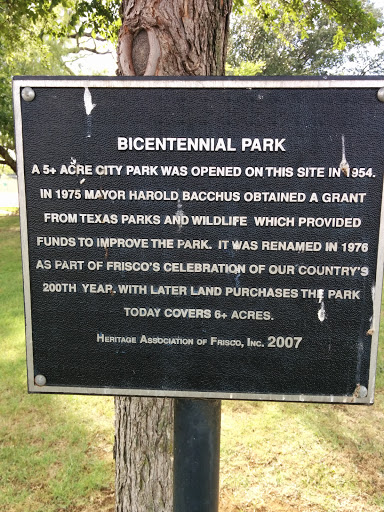 BICENTENNIAL PARK
A 5+ ACRE CITY PARK WAS OPENED ON THIS SITE IN 1954.
IN 1975 MAYOR HAROLD BACCHUS OBTAINED A GRANT
FROM TEXAS PARKS AND WILDLIFE WHICH PROVIDED
FUNDS TO IMPROVE THE PARK. IT WAS RENAMED IN 1976
AS PART OF FRISCO'S CELEBRATION OF OUR COUNTRY'S
200TH YEAR. WITH LATER LAND PURCHASES THE PARK
TODAY COVERS 6+ ACRES.
HERITAGE ASSOCIATION OF FRISCO, INC. 2007